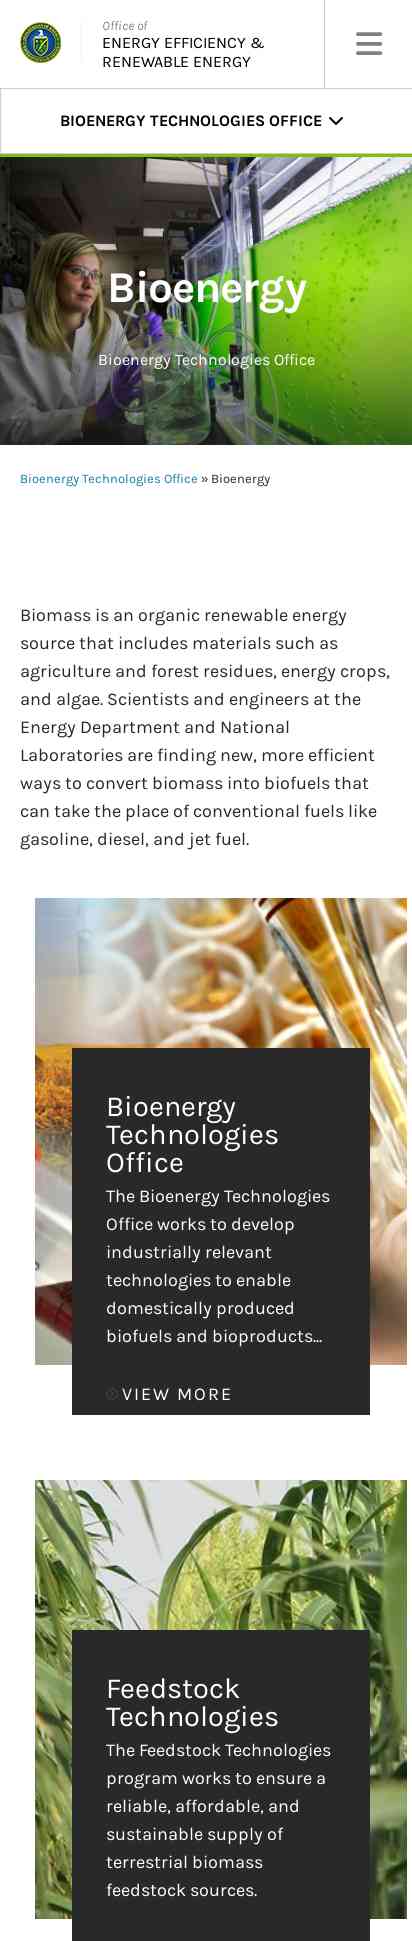 Office of
ENERGY EFFICIENCY &
RENEWABLE ENERGY
BIOENERGY TECHNOLOGIES OFFICE
Bioenergy
Bioenergy Technologies Office
Bioenergy Technologies Office » Bioenergy
Biomass is an organic renewable energy
source that includes materials such as
agriculture and forest residues, energy crops,
and algae. Scientists and engineers at the
Energy Department and National
Laboratories are finding new, more efficient
ways to convert biomass into biofuels that
can take the place of conventional fuels like
gasoline, diesel, and jet fuel.
Bioenergy
Technologies
Office
The Bioenergy Technologies
Office works to develop
industrially relevant
technologies to enable
domestically produced
biofuels and bioproducts...
VIEW MORE
Feedstock
Technologies
The Feedstock Technologies
program works to ensure a
reliable, affordable, and
sustainable supply of
terrestrial biomass
feedstock sources.